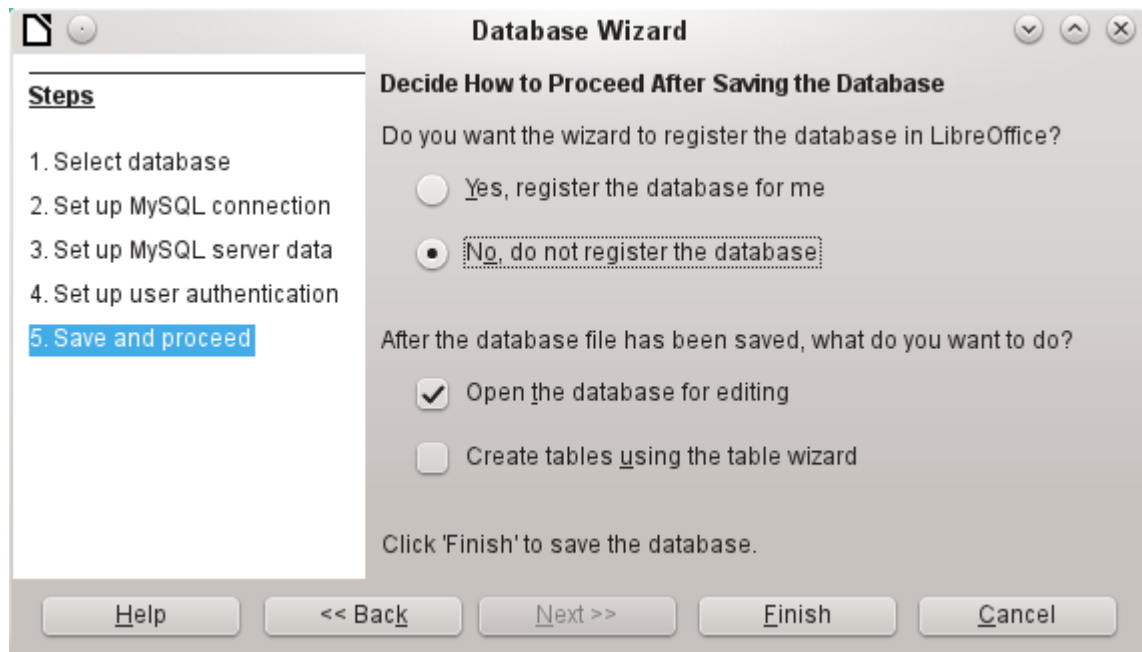 Database Wizard
Steps
1. Select database
2. Set up MySQL connection
3. Set up MySQL server data
4. Set up user authentication
5. Save and proceed
Decide How to Proceed After Saving the Database
Do you want the wizard to register the database in LibreOffice?
Yes, register the database for me
No, do not register the database
After the database file has been saved, what do you want to do?
Open the database for editing
Create tables using the table wizard
Click 'Finish' to save the database.
Help
<< Back
Next >>
Finish
Cancel